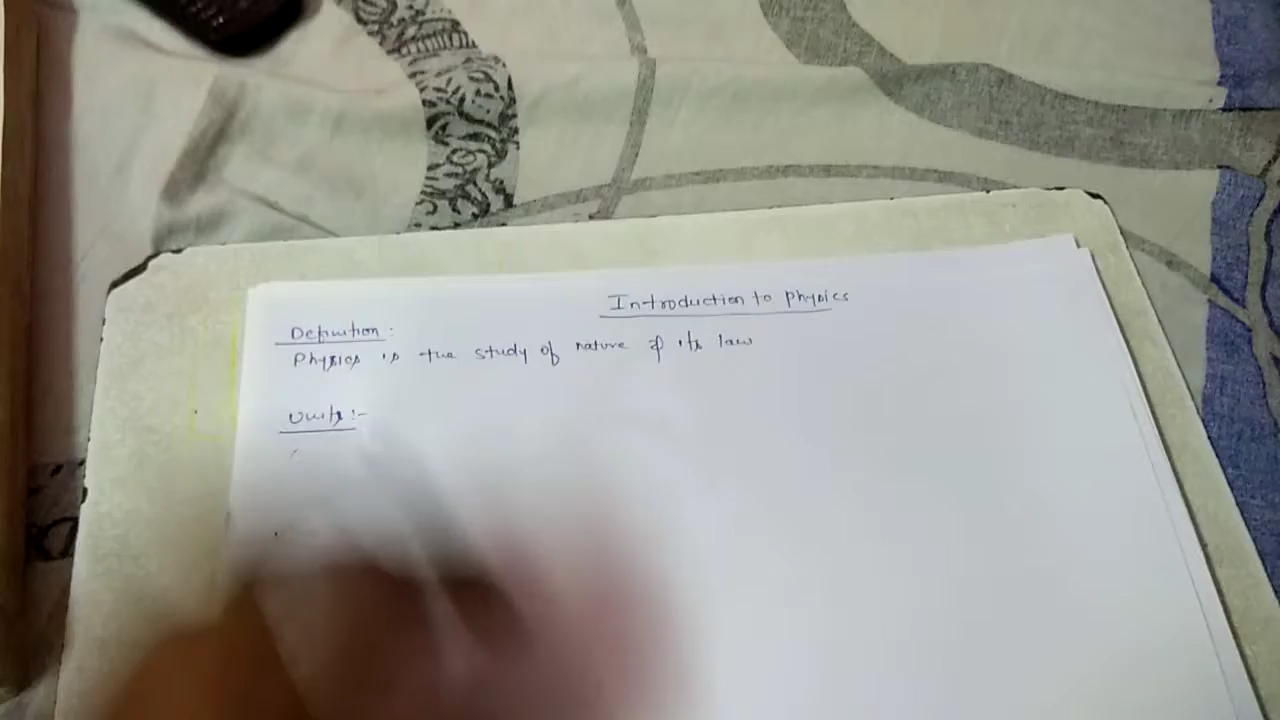 Introduction to Physics
Definition :
Physics is the study of nature & its law
Units :-